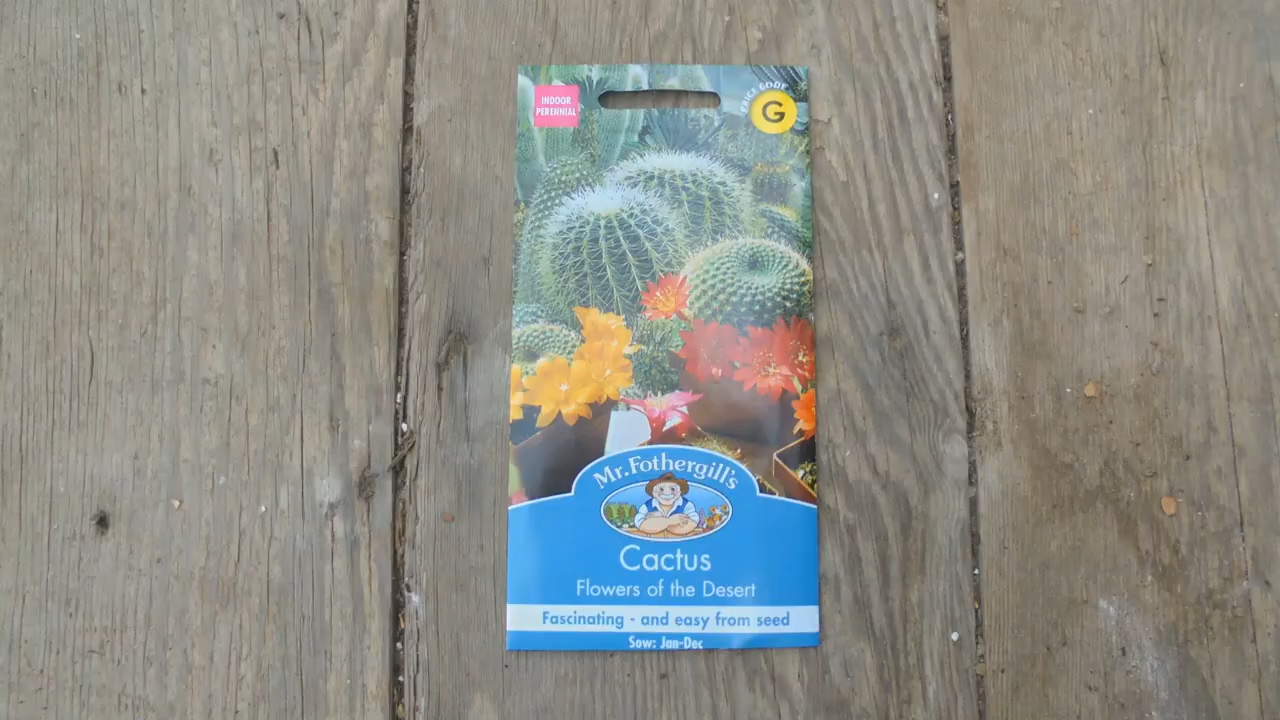 INDOOR
PERENNIAL
PRICE CODE
G
Mr. Fothergill's
Cactus
Flowers of the Desert
Fascinating - and easy from seed
Sow: Jan-Dec